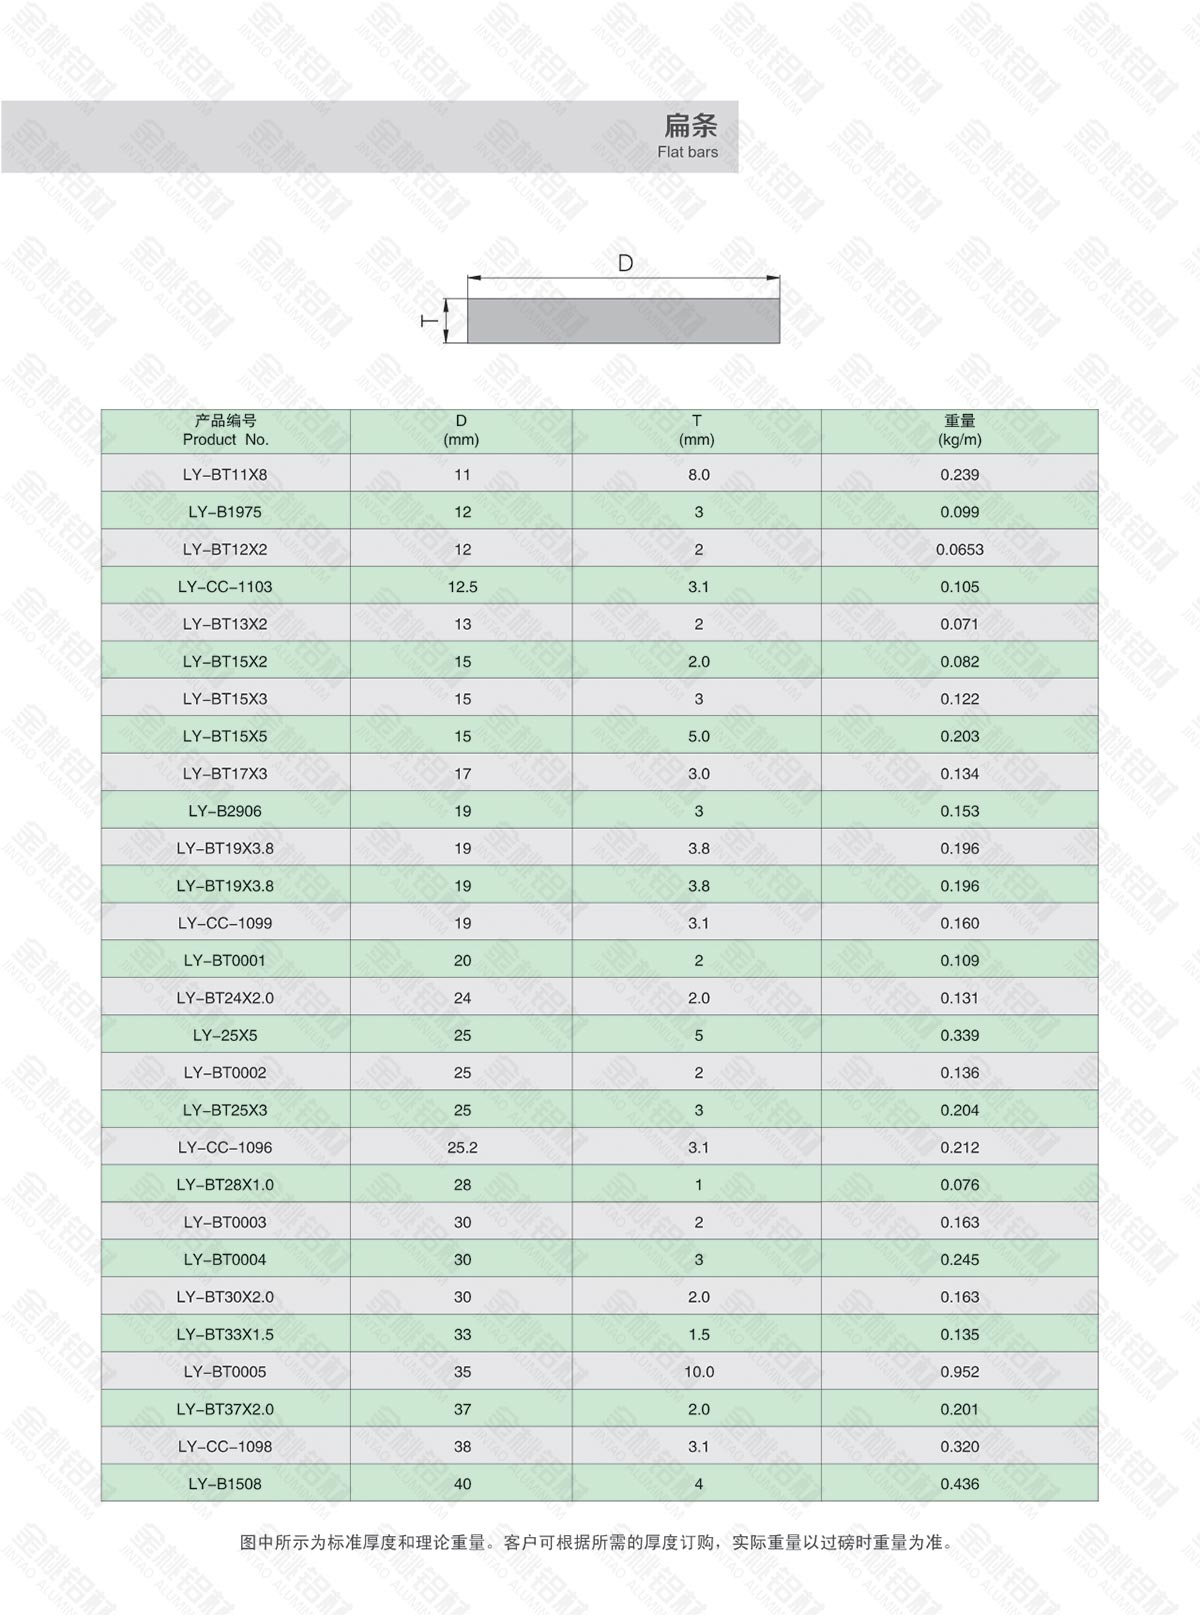 扁条
Flat bars
D
T
产品编号 D T 重量
Product No. (mm) (mm) (kg/m)
LY-BT11X8 11 8.0 0.239
LY-B1975 12 3 0.099
LY-BT12X2 12 2 0.0653
LY-CC-1103 12.5 3.1 0.105
LY-BT13X2 13 2 0.071
LY-BT15X2 15 2.0 0.082
LY-BT15X3 15 3 0.122
LY-BT15X5 15 5.0 0.203
LY-BT17X3 17 3.0 0.134
LY-B2906 19 3 0.153
LY-BT19X3.8 19 3.8 0.196
LY-BT19X3.8 19 3.8 0.196
LY-CC-1099 19 3.1 0.160
LY-BT0001 20 2 0.109
LY-BT24X2.0 24 2.0 0.131
LY-25X5 25 5 0.339
LY-BT0002 25 2 0.136
LY-BT25X3 25 3 0.204
LY-CC-1096 25.2 3.1 0.212
LY-BT28X1.0 28 1 0.076
LY-BT0003 30 2 0.163
LY-BT0004 30 3 0.245
LY-BT30X2.0 30 2.0 0.163
LY-BT33X1.5 33 1.5 0.135
LY-BT0005 35 10.0 0.952
LY-BT37X2.0 37 2.0 0.201
LY-CC-1098 38 3.1 0.320
LY-B1508 40 4 0.436
图中所示为标准厚度和理论重量。客户可根据所需的厚度订购，实际重量以过磅时重量为准。
金桃铝材
JINTAO ALUMINIUM